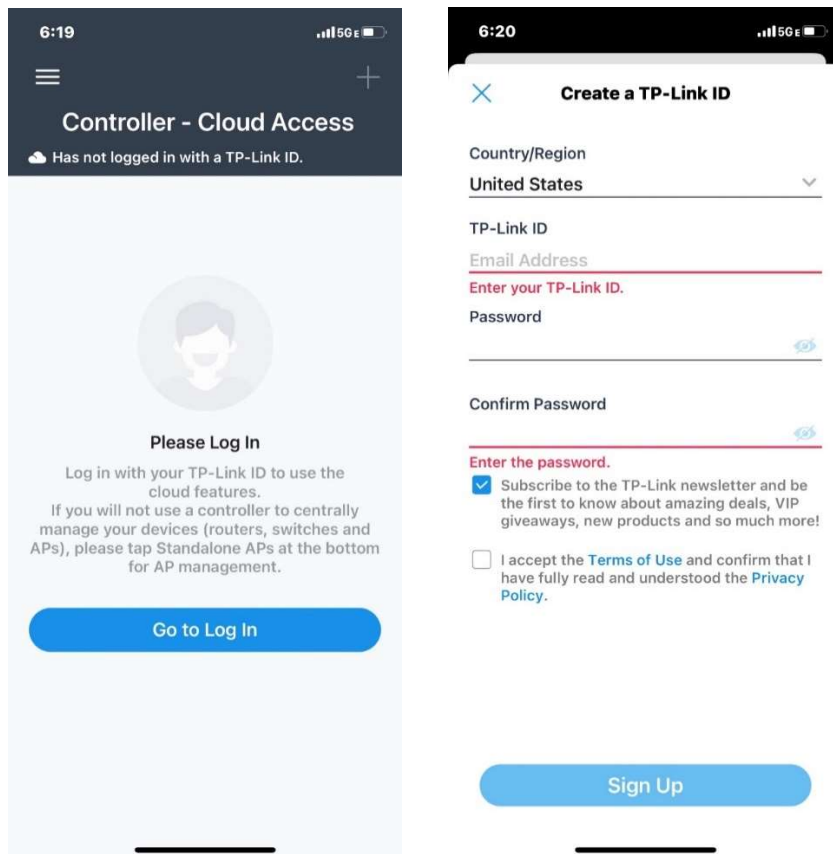 6:19
5GE
Controller - Cloud Access
Has not logged in with a TP-Link ID.
Please Log In
Log in with your TP-Link ID to use the
cloud features.
If you will not use a controller to centrally
manage your devices (routers, switches and
APs), please tap Standalone APs at the bottom
for AP management.
Go to Log In
6:20
5GE
Create a TP-Link ID
Country/Region
United States
TP-Link ID
Email Address
Enter your TP-Link ID.
Password
Confirm Password
Enter the password.
Subscribe to the TP-Link newsletter and be
the first to know about amazing deals, VIP
giveaways, new products and so much more!
I accept the Terms of Use and confirm that I
have fully read and understood the Privacy
Policy.
Sign Up